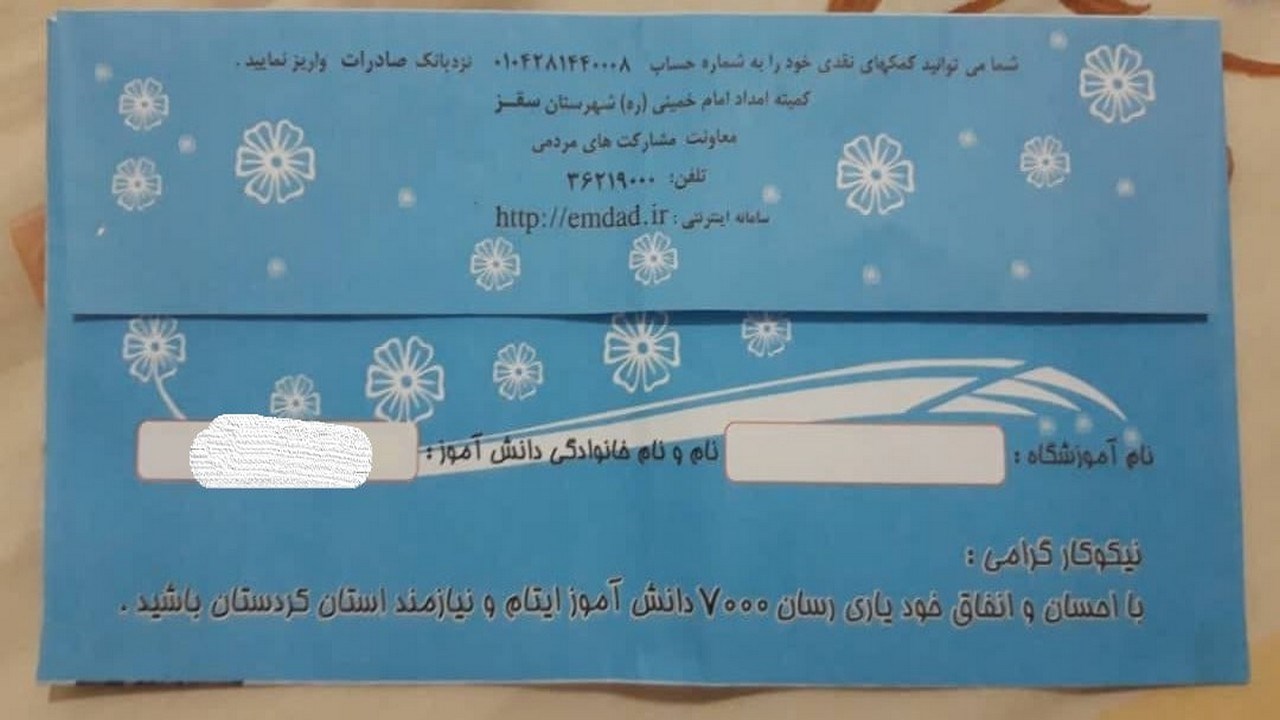 شما می توانید کمکهای نقدی خود را به شماره حساب ۰۱۰۴۲۸۱۴۴۰۰۰۸ نزدبانک صادرات واریز نمایید .
کمیته امداد امام خمینی (ره) شهرستان سقز
معاونت مشارکت های مردمی
تلفن: ۳۶۲۱۹۰۰۰
سامانه اینترنتی : http://emdad.ir
نام آموزشگاه : نام و نام خانوادگی دانش آموز :
نیکوکار گرامی :
با احسان و انفاق خود یاری رسان ۷۰۰۰ دانش آموز ایتام و نیازمند استان کردستان باشید .